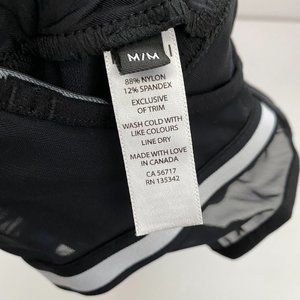 M/M
88% NYLON
12% SPANDEX
EXCLUSIVE
OF TRIM
WASH COLD WITH
LIKE COLOURS
LINE DRY
MADE WITH LOVE
IN CANADA
CA 56717
RN 135342